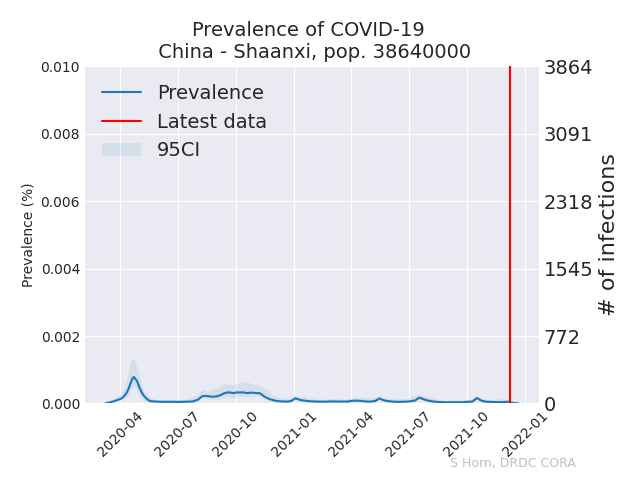 Prevalence of COVID-19
China - Shaanxi, pop. 38640000
Prevalence
Latest data
95CI
0.010
0.008
0.006
0.004
0.002
0.000
Prevalence (%)
3864
3091
2318
1545
772
0
# of infections
2020-04
2020-07
2020-10
2021-01
2021-04
2021-07
2021-10
2022-01
S Horn, DRDC CORA